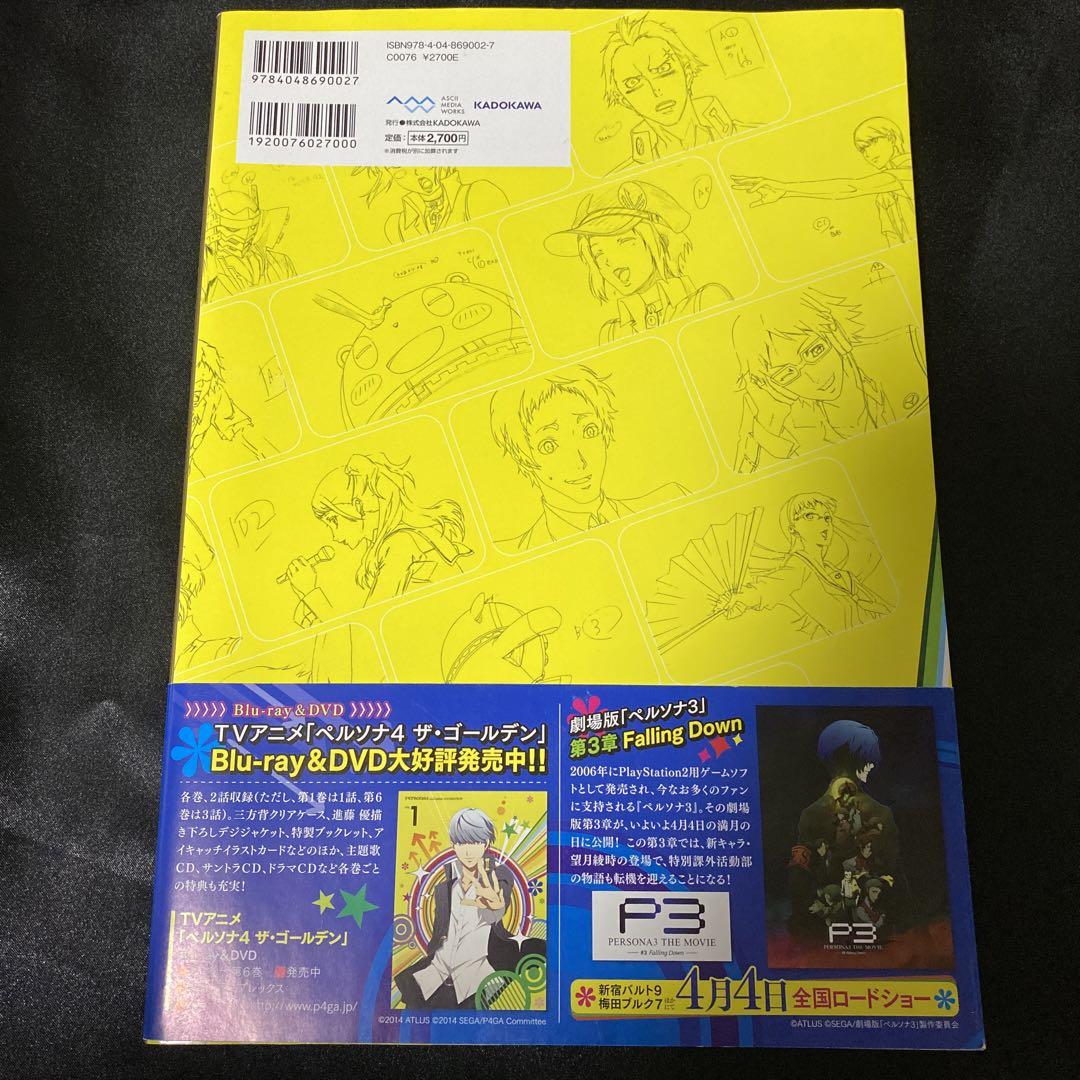 ISBN978-4-04-869002-7
C0076 ¥2700E
9784048690027
1920076027000
ASCII
MEDIA
WORKS
KADOKAWA
発行●株式会社KADOKAWA
定価：本体2,700円
※消費税が別に加算されます
D2
3
〉〉〉〉〉 Blu-ray＆DVD 〉〉〉〉〉
TVアニメ「ペルソナ4 ザ・ゴールデン」
Blu-ray＆DVD大好評発売中!!
各巻、2話収録(ただし、第1巻は1話、第6
巻は3話)。三方背クリアケース、進藤 優描
き下ろしデジジャケット、特製ブックレット、ア
イキャッチイラストカードなどのほか、主題歌
CD、サントラCD、ドラマCDなど各巻ごと
の特典も充実!
1
TVアニメ
「ペルソナ4 ザ・ゴールデン」
&DVD
第6巻 発売中
http://www.p4ga.jp/
©2014 ATLUS ©2014 SEGA/P4GA Committee
劇場版「ペルソナ3」
第3章 Falling Down
2006年にPlayStation2用ゲームソフ
トとして発売され、今なお多くのファン
に支持される『ペルソナ3』。その劇場
版第3章が、いよいよ4月4日の満月の
日に公開! この第3章では、新キャラ・
望月綾時の登場で、特別課外活動部
の物語も転機を迎えることになる!
P3
PERSONA3 THE MOVIE
#3 Falling Down
P3
PERSONA3 THE MOVIE
#3 Falling Down
新宿バルト9
梅田ブルク7
ほかにて
4月4日 全国ロードショー
©ATLUS ©SEGA/劇場版「ペルソナ3」製作委員会